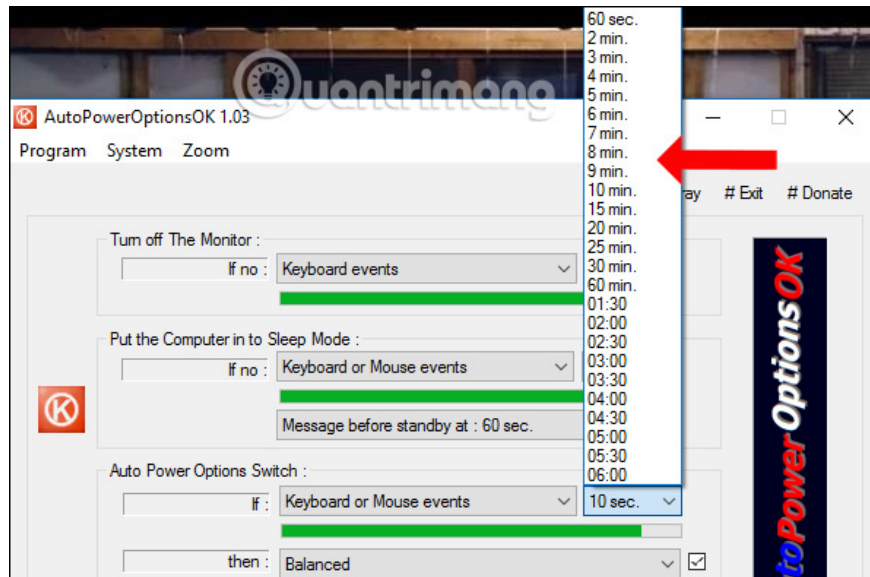 Quantrimang
AutoPowerOptionsOK 1.03
Program System Zoom
# Exit # Donate
Turn off The Monitor :
If no : Keyboard events
Put the Computer in to Sleep Mode :
If no : Keyboard or Mouse events
Message before standby at : 60 sec.
Auto Power Options Switch :
If : Keyboard or Mouse events 10 sec.
then : Balanced
60 sec.
2 min.
3 min.
4 min.
5 min.
6 min.
7 min.
8 min.
9 min.
10 min.
15 min.
20 min.
25 min.
30 min.
60 min.
01:30
02:00
02:30
03:00
03:30
04:00
04:30
05:00
05:30
06:00
toPowerOptionsOK